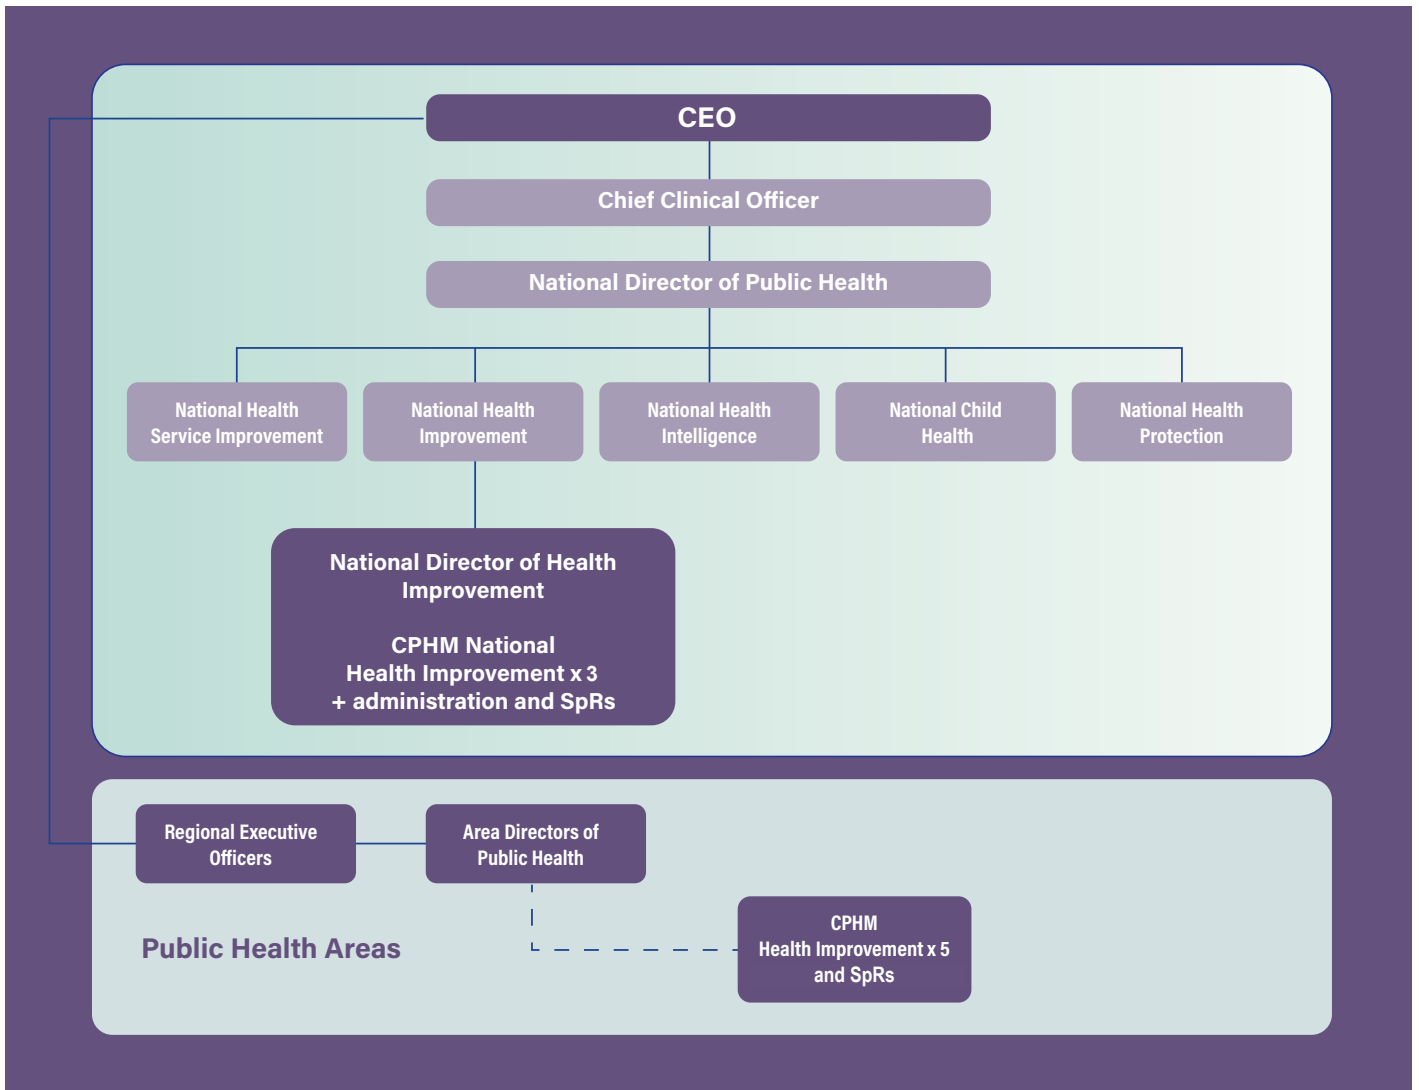 CEO
Chief Clinical Officer
National Director of Public Health
National Health
Service Improvement
National Health
Improvement
National Health
Intelligence
National Child
Health
National Health
Protection
National Director of Health
Improvement
CPHM National
Health Improvement x 3
+ administration and SpRs
Regional Executive
Officers
Area Directors of
Public Health
Public Health Areas
CPHM
Health Improvement x 5
and SpRs